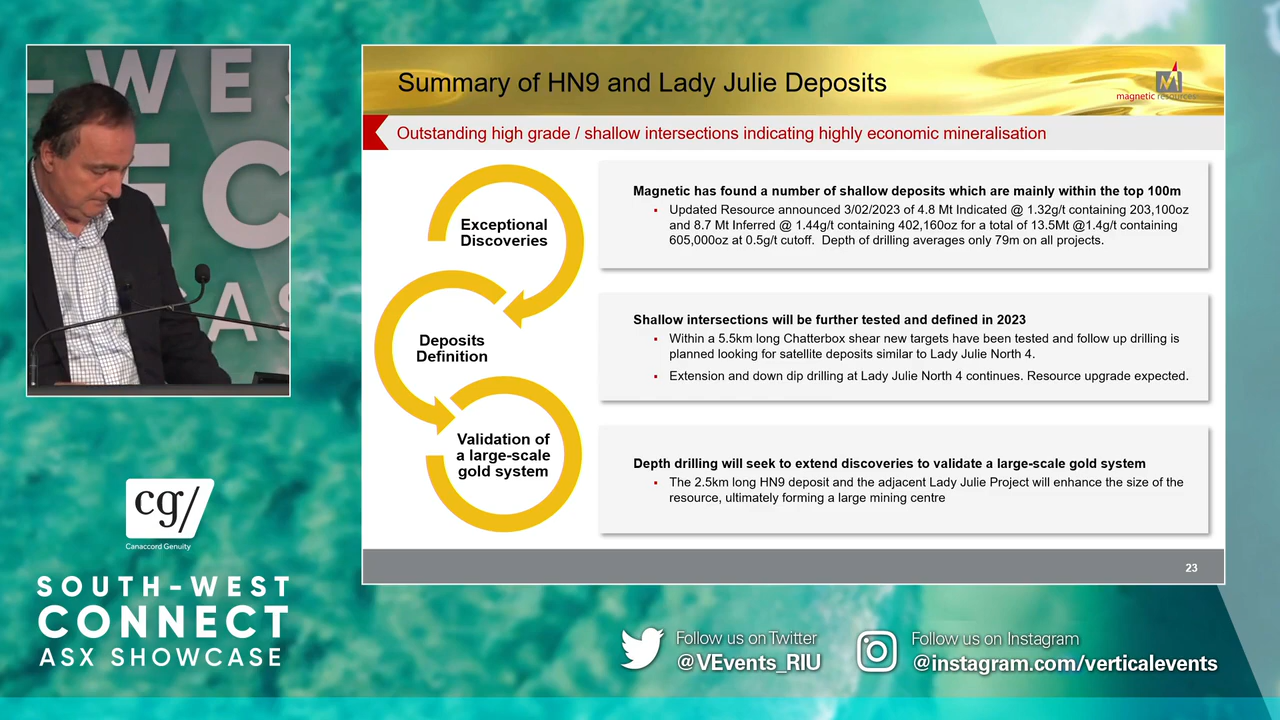 - W E S
E C
CAS
cg/
Canaccord Genuity
SOUTH-WEST
CONNECT
ASX SHOWCASE
Summary of HN9 and Lady Julie Deposits
magnetic resources
Outstanding high grade / shallow intersections indicating highly economic mineralisation
Exceptional
Discoveries
Magnetic has found a number of shallow deposits which are mainly within the top 100m
▪ Updated Resource announced 3/02/2023 of 4.8 Mt Indicated @ 1.32g/t containing 203,100oz
and 8.7 Mt Inferred @ 1.44g/t containing 402,160oz for a total of 13.5Mt @1.4g/t containing
605,000oz at 0.5g/t cutoff.  Depth of drilling averages only 79m on all projects.
Deposits
Definition
Shallow intersections will be further tested and defined in 2023
▪ Within a 5.5km long Chatterbox shear new targets have been tested and follow up drilling is
planned looking for satellite deposits similar to Lady Julie North 4.
▪ Extension and down dip drilling at Lady Julie North 4 continues. Resource upgrade expected.
Validation of
a large-scale
gold system
Depth drilling will seek to extend discoveries to validate a large-scale gold system
▪ The 2.5km long HN9 deposit and the adjacent Lady Julie Project will enhance the size of the
resource, ultimately forming a large mining centre
23
Follow us on Twitter
@VEvents_RIU
Follow us on Instagram
@instagram.com/verticalevents